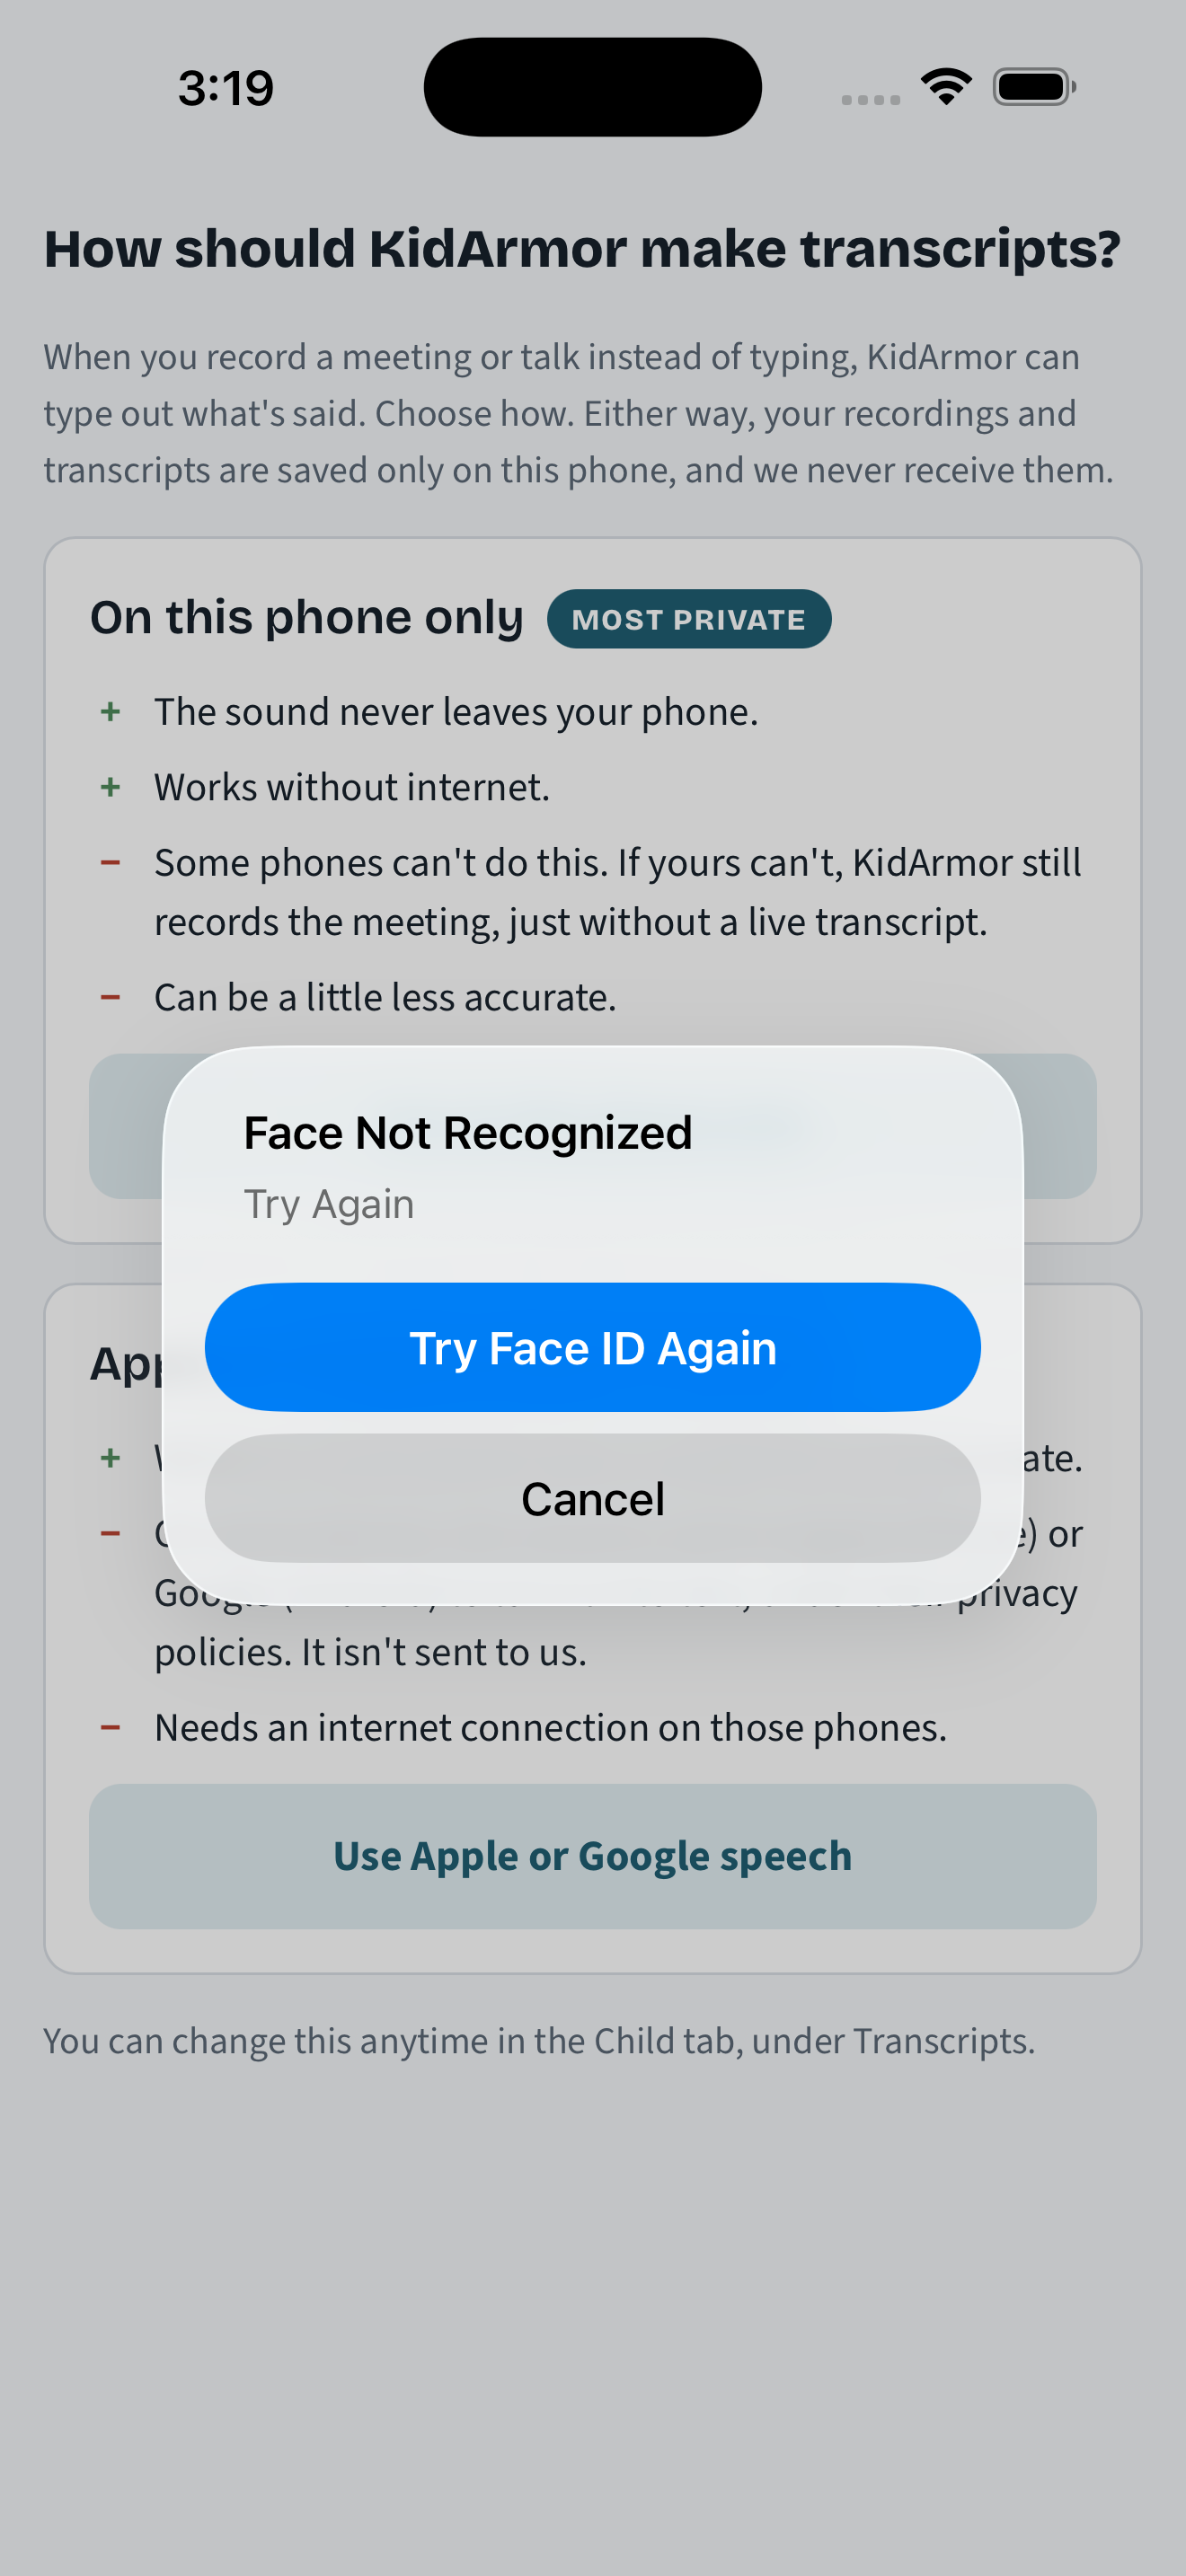 3:19
How should KidArmor make transcripts?
When you record a meeting or talk instead of typing, KidArmor can
type out what's said. Choose how. Either way, your recordings and
transcripts are saved only on this phone, and we never receive them.
On this phone only MOST PRIVATE
+ The sound never leaves your phone.
+ Works without internet.
– Some phones can't do this. If yours can't, KidArmor still
records the meeting, just without a live transcript.
– Can be a little less accurate.
Face Not Recognized
Try Again
Try Face ID Again
Cancel
+
– or
privacy
policies. It isn't sent to us.
– Needs an internet connection on those phones.
Use Apple or Google speech
You can change this anytime in the Child tab, under Transcripts.